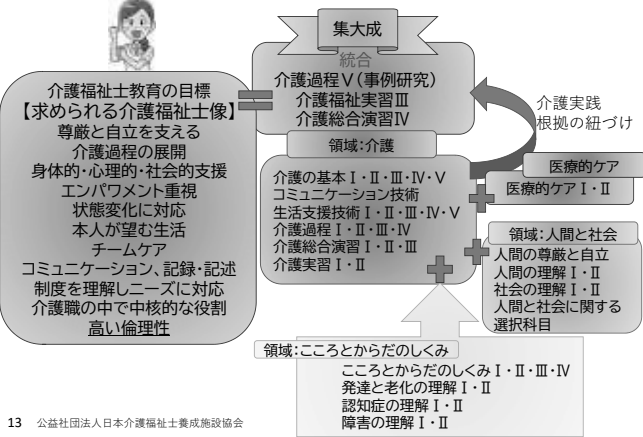 集大成
統合
介護過程Ⅴ(事例研究)
介護福祉実習Ⅲ
介護総合演習Ⅳ
介護福祉士教育の目標
【求められる介護福祉士像】
尊厳と自立を支える
介護過程の展開
身体的・心理的・社会的支援
エンパワメント重視
状態変化に対応
本人が望む生活
チームケア
コミュニケーション、記録・記述
制度を理解しニーズに対応
介護職の中で中核的な役割
高い倫理性
介護実践
根拠の紐づけ
領域:介護
介護の基本Ⅰ・Ⅱ・Ⅲ・Ⅳ・Ⅴ
コミュニケーション技術
生活支援技術Ⅰ・Ⅱ・Ⅲ・Ⅳ・Ⅴ
介護過程Ⅰ・Ⅱ・Ⅲ・Ⅳ
介護総合演習Ⅰ・Ⅱ・Ⅲ
介護実習Ⅰ・Ⅱ
医療的ケア
医療的ケアⅠ・Ⅱ
領域:人間と社会
人間の尊厳と自立
人間の理解Ⅰ・Ⅱ
社会の理解Ⅰ・Ⅱ
人間と社会に関する
選択科目
領域:こころとからだのしくみ
こころとからだのしくみⅠ・Ⅱ・Ⅲ・Ⅳ
発達と老化の理解Ⅰ・Ⅱ
認知症の理解Ⅰ・Ⅱ
障害の理解Ⅰ・Ⅱ
13 公益社団法人日本介護福祉士養成施設協会